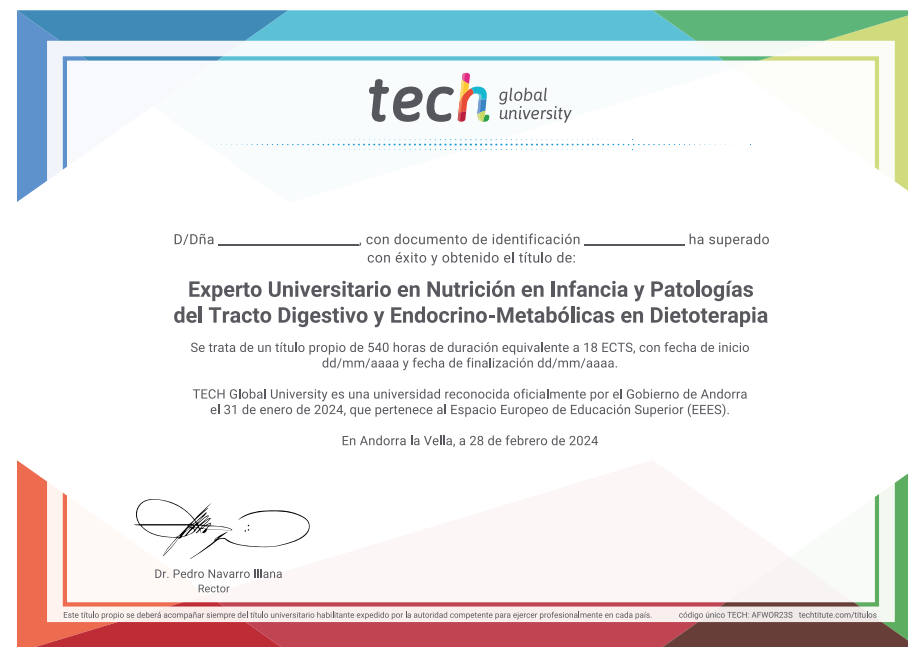 tech global
university
D/Dña ____________________, con documento de identificación ______________ ha superado
con éxito y obtenido el título de:
Experto Universitario en Nutrición en Infancia y Patologías
del Tracto Digestivo y Endocrino-Metabólicas en Dietoterapia
Se trata de un título propio de 540 horas de duración equivalente a 18 ECTS, con fecha de inicio
dd/mm/aaaa y fecha de finalización dd/mm/aaaa.
TECH Global University es una universidad reconocida oficialmente por el Gobierno de Andorra
el 31 de enero de 2024, que pertenece al Espacio Europeo de Educación Superior (EEES).
En Andorra la Vella, a 28 de febrero de 2024
Dr. Pedro Navarro Illana
Rector
Este título propio se deberá acompañar siempre del título universitario habilitante expedido por la autoridad competente para ejercer profesionalmente en cada país. código único TECH: AFWOR23S techtitute.com/titulos